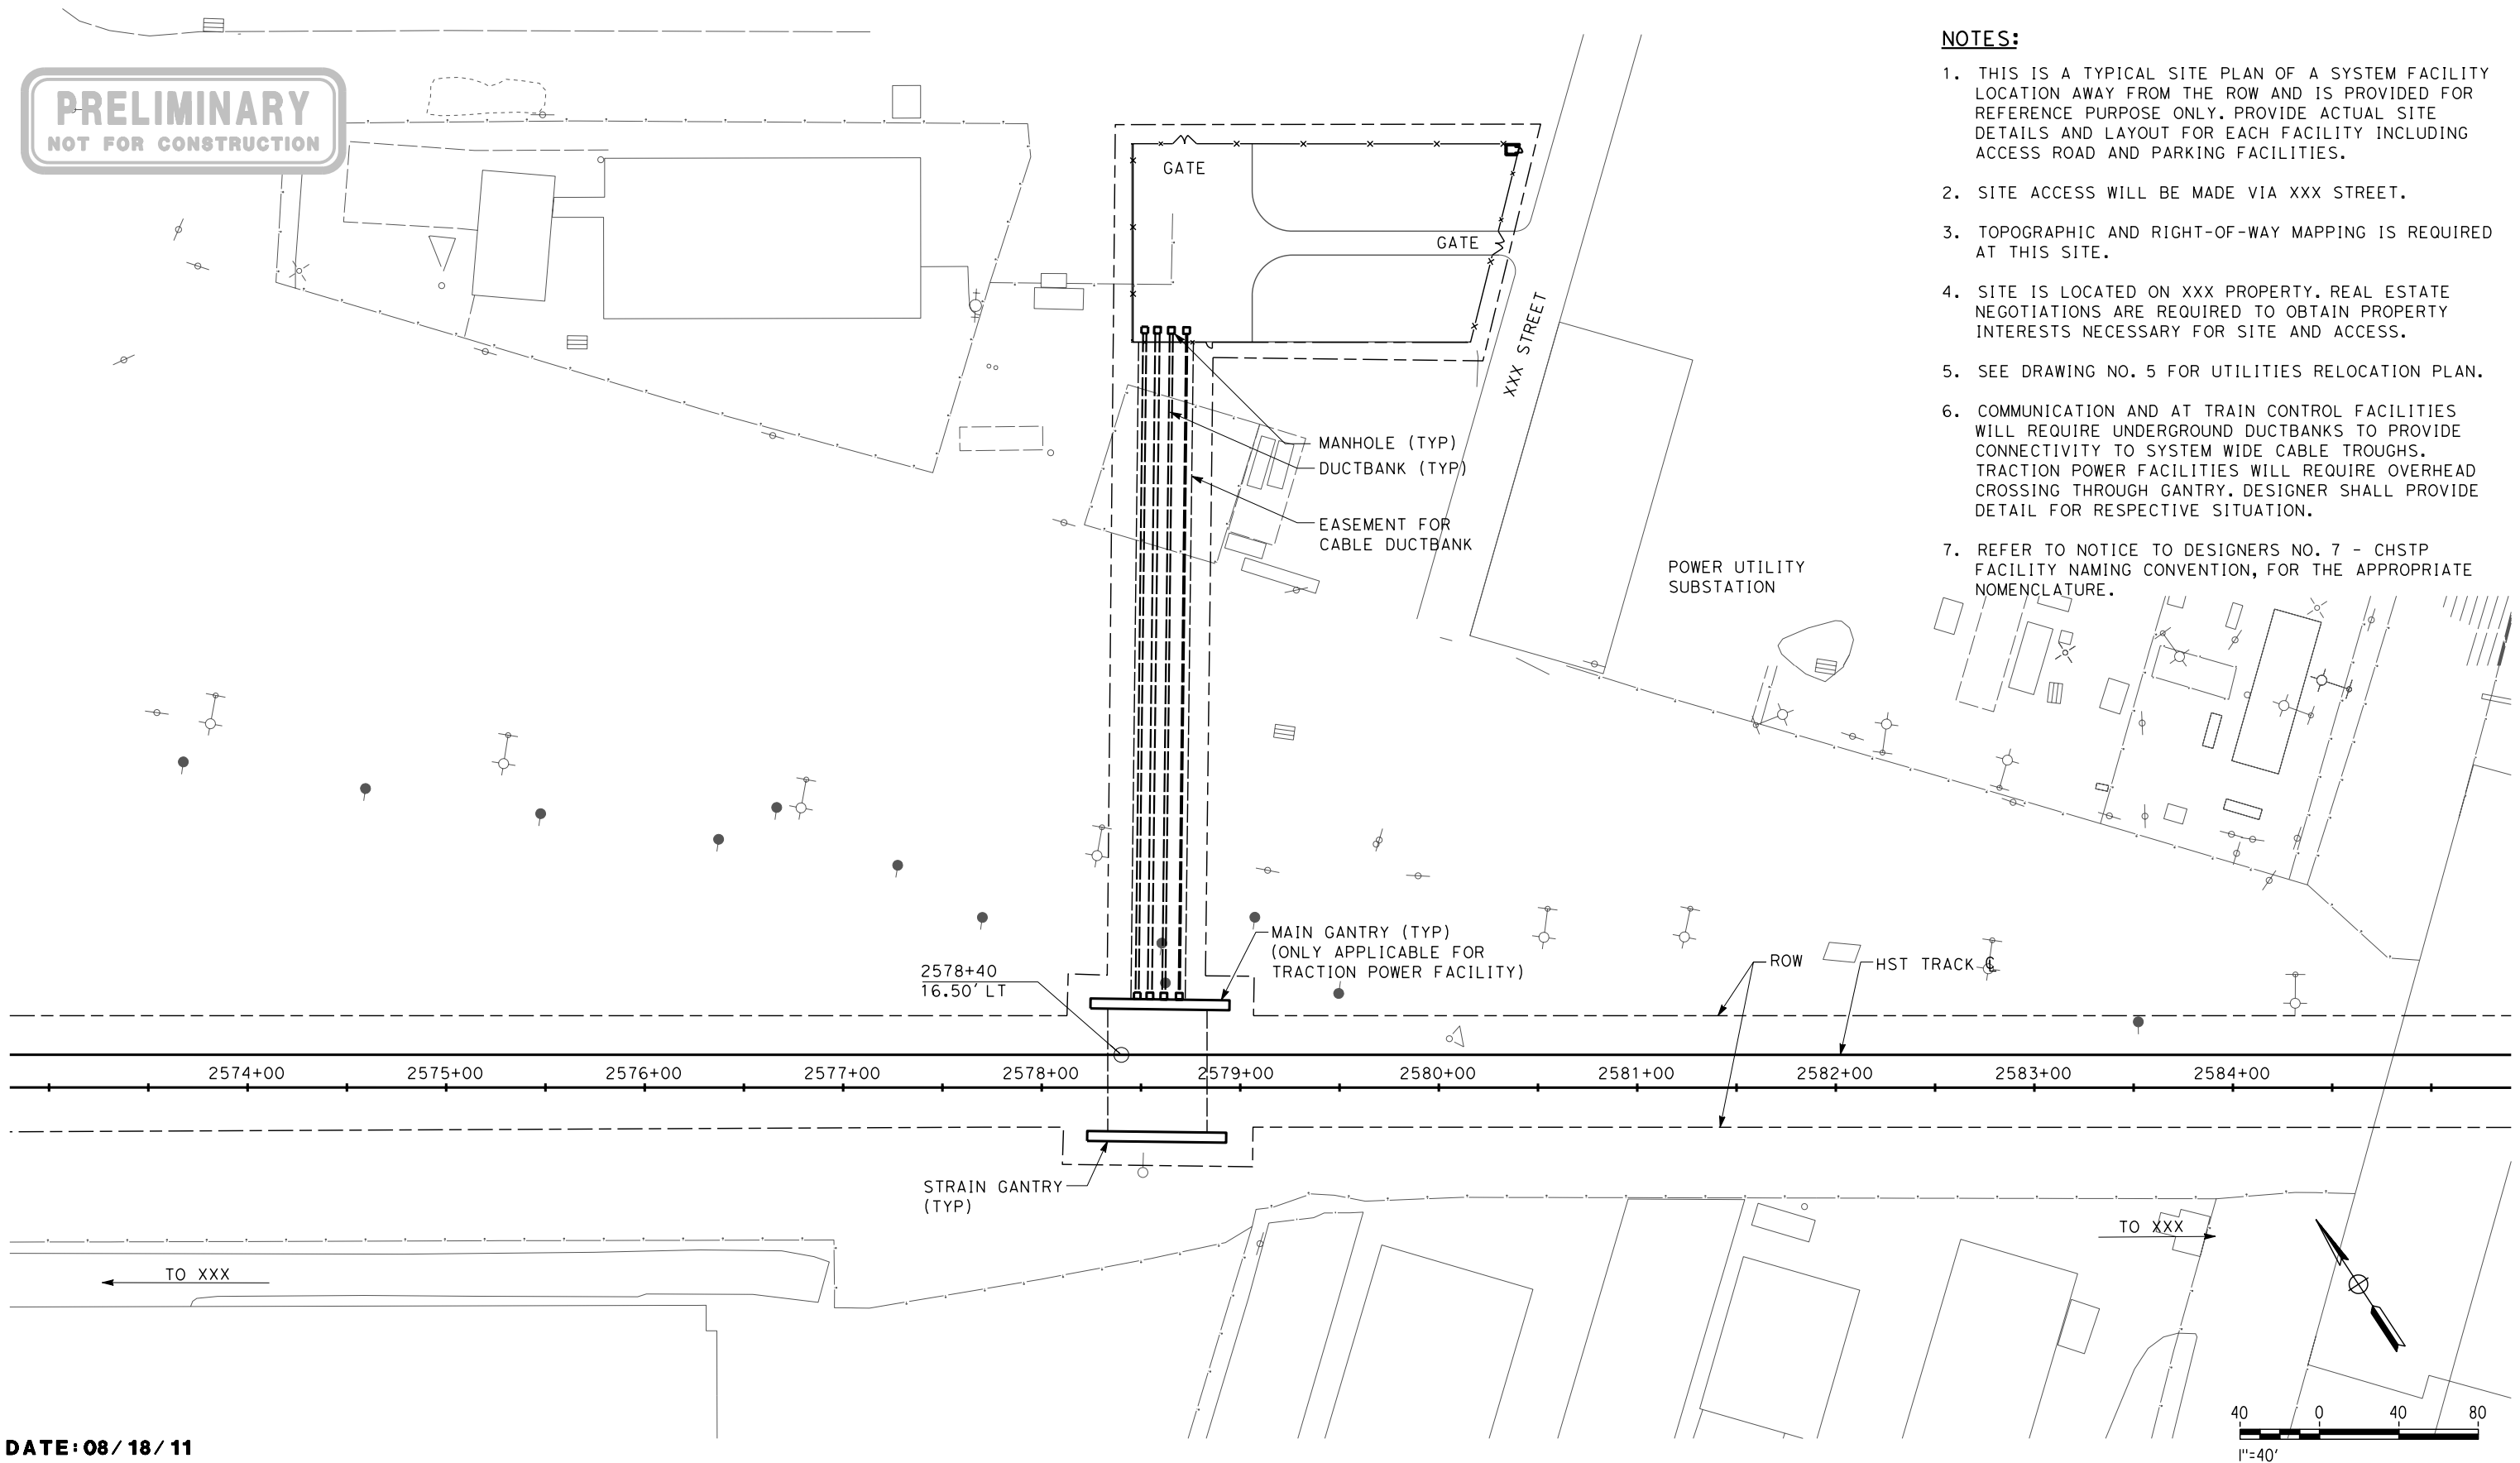 PRELIMINARY
NOT FOR CONSTRUCTION
NOTES:
1. THIS IS A TYPICAL SITE PLAN OF A SYSTEM FACILITY
LOCATION AWAY FROM THE ROW AND IS PROVIDED FOR
REFERENCE PURPOSE ONLY. PROVIDE ACTUAL SITE
DETAILS AND LAYOUT FOR EACH FACILITY INCLUDING
ACCESS ROAD AND PARKING FACILITIES.
2. SITE ACCESS WILL BE MADE VIA XXX STREET.
3. TOPOGRAPHIC AND RIGHT-OF-WAY MAPPING IS REQUIRED
AT THIS SITE.
4. SITE IS LOCATED ON XXX PROPERTY. REAL ESTATE
NEGOTIATIONS ARE REQUIRED TO OBTAIN PROPERTY
INTERESTS NECESSARY FOR SITE AND ACCESS.
5. SEE DRAWING NO. 5 FOR UTILITIES RELOCATION PLAN.
6. COMMUNICATION AND AT TRAIN CONTROL FACILITIES
WILL REQUIRE UNDERGROUND DUCTBANKS TO PROVIDE
CONNECTIVITY TO SYSTEM WIDE CABLE TROUGHS.
TRACTION POWER FACILITIES WILL REQUIRE OVERHEAD
CROSSING THROUGH GANTRY. DESIGNER SHALL PROVIDE
DETAIL FOR RESPECTIVE SITUATION.
7. REFER TO NOTICE TO DESIGNERS NO. 7 - CHSTP
FACILITY NAMING CONVENTION, FOR THE APPROPRIATE
NOMENCLATURE.
GATE
GATE
XXX STREET
MANHOLE (TYP)
DUCTBANK (TYP)
EASEMENT FOR
CABLE DUCTBANK
POWER UTILITY
SUBSTATION
MAIN GANTRY (TYP)
(ONLY APPLICABLE FOR
TRACTION POWER FACILITY)
2578+40
16.50' LT
ROW
HST TRACK ℄
2574+00
2575+00
2576+00
2577+00
2578+00
2579+00
2580+00
2581+00
2582+00
2583+00
2584+00
STRAIN GANTRY
(TYP)
TO XXX
TO XXX
40 0 40 80
1"=40'
DATE: 08/18/11